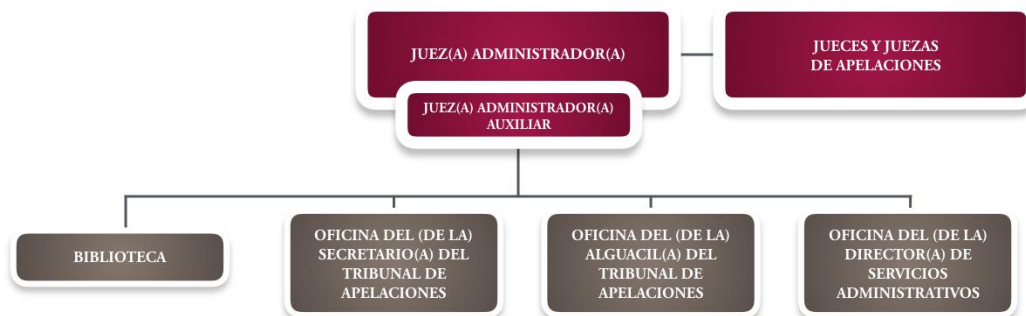 JUEZ(A) ADMINISTRADOR(A)
JUECES Y JUEZAS
DE APELACIONES
JUEZ(A) ADMINISTRADOR(A)
AUXILIAR
BIBLIOTECA
OFICINA DEL (DE LA)
SECRETARIO(A) DEL
TRIBUNAL DE
APELACIONES
OFICINA DEL (DE LA)
ALGUACIL(A) DEL
TRIBUNAL DE
APELACIONES
OFICINA DEL (DE LA)
DIRECTOR(A) DE
SERVICIOS
ADMINISTRATIVOS